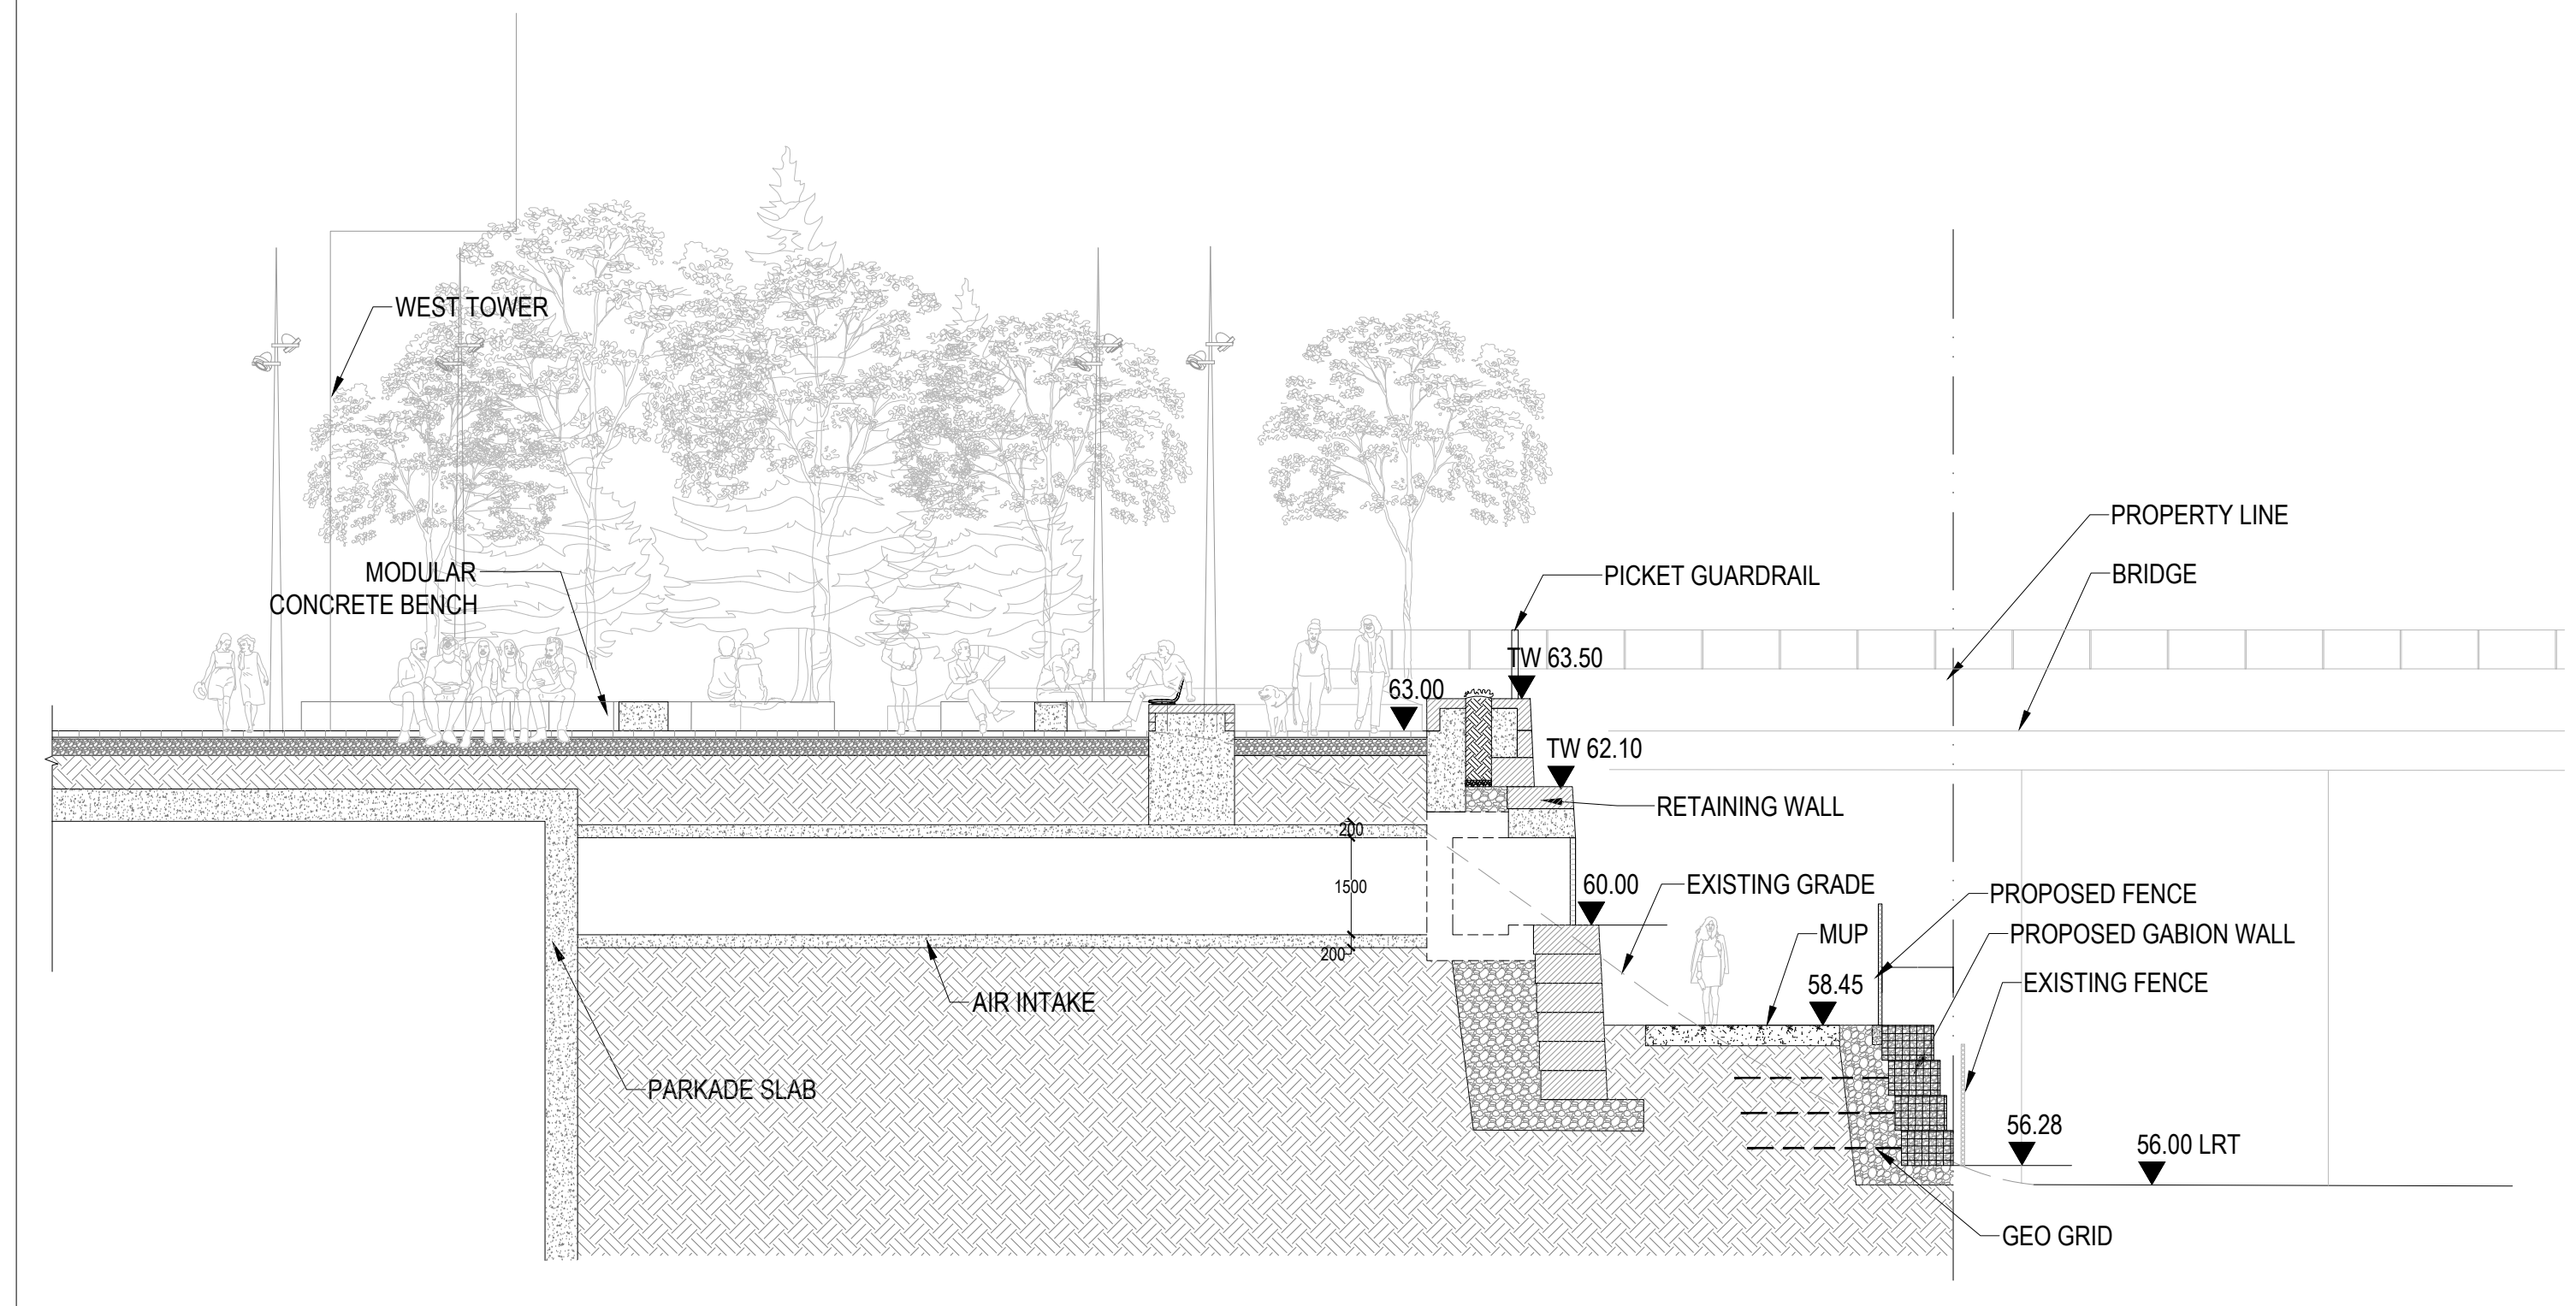 WEST TOWER
PROPERTY LINE
MODULAR
CONCRETE BENCH
PICKET GUARDRAIL
BRIDGE
TW 63.50
63.00
TW 62.10
RETAINING WALL
200
1500
200
60.00
EXISTING GRADE
PROPOSED FENCE
MUP
PROPOSED GABION WALL
58.45
EXISTING FENCE
AIR INTAKE
PARKADE SLAB
56.28
56.00 LRT
GEO GRID